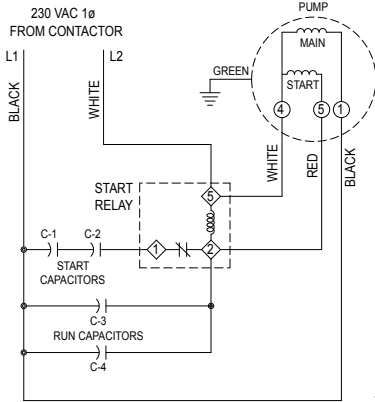 230 VAC 1ø
FROM CONTACTOR
L1
L2
BLACK
WHITE
PUMP
MAIN
START
GREEN
4
5
1
WHITE
RED
BLACK
START
RELAY
5
1
2
C-1
C-2
START
CAPACITORS
C-3
RUN CAPACITORS
C-4